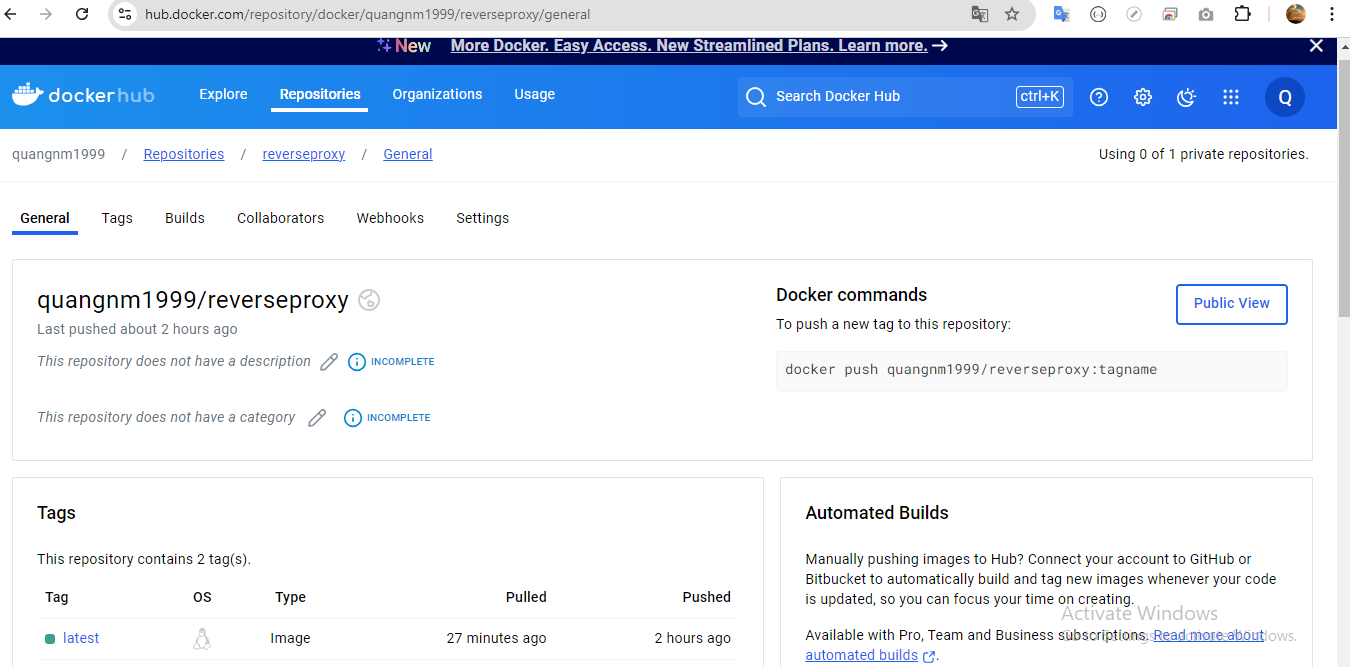 hub.docker.com/repository/docker/quangnm1999/reverseproxy/general
New More Docker. Easy Access. New Streamlined Plans. Learn more. →
dockerhub Explore Repositories Organizations Usage Search Docker Hub ctrl+K Q
quangnm1999 / Repositories / reverseproxy / General Using 0 of 1 private repositories.
General Tags Builds Collaborators Webhooks Settings
quangnm1999/reverseproxy
Last pushed about 2 hours ago
This repository does not have a description INCOMPLETE
This repository does not have a category INCOMPLETE
Docker commands
Public View
To push a new tag to this repository:
docker push quangnm1999/reverseproxy:tagname
Tags
This repository contains 2 tag(s).
Tag OS Type Pulled Pushed
latest Image 27 minutes ago 2 hours ago
Automated Builds
Manually pushing images to Hub? Connect your account to GitHub or
Bitbucket to automatically build and tag new images whenever your code
is updated, so you can focus your time on creating.
Available with Pro, Team and Business subscriptions. Read more about
automated builds.
Activate Windows
Go to Settings to activate Windows.